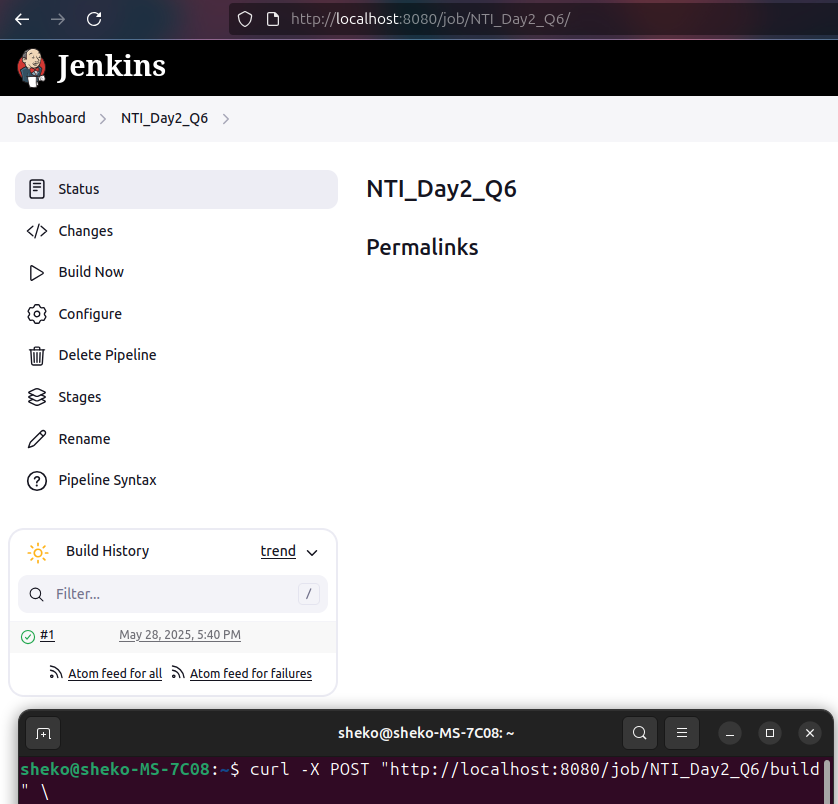 http://localhost:8080/job/NTI_Day2_Q6/
Jenkins
Dashboard > NTI_Day2_Q6 >
Status
Changes
Build Now
Configure
Delete Pipeline
Stages
Rename
Pipeline Syntax
NTI_Day2_Q6
Permalinks
Build History trend
Filter... /
#1 May 28, 2025, 5:40 PM
Atom feed for all Atom feed for failures
sheko@sheko-MS-7C08: ~
sheko@sheko-MS-7C08:~$ curl -X POST "http://localhost:8080/job/NTI_Day2_Q6/build
" \